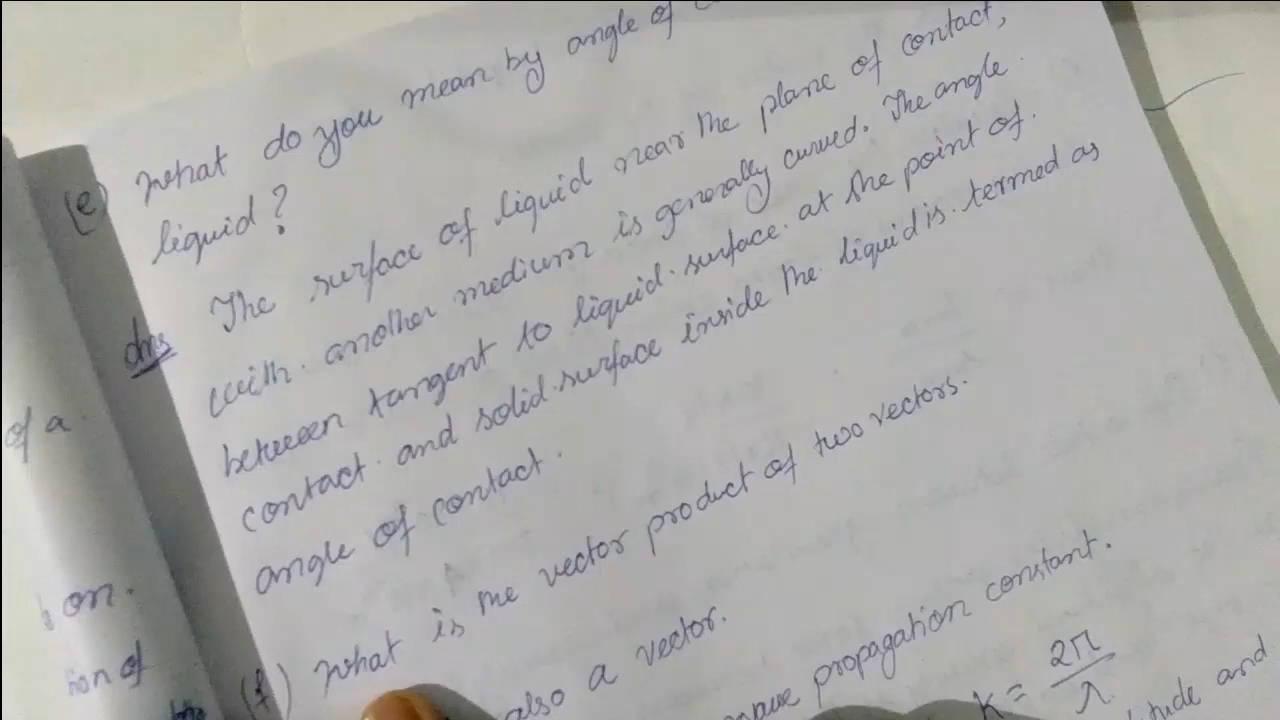 (e) What do you mean by angle of
liquid?
Ans The surface of liquid near the plane of contact,
with another medium is generally curved. The angle
between tangent to liquid surface at the point of
contact and solid surface inside the liquid is termed as
angle of contact.
(f) What is the vector product of two vectors.
also a vector.
propagation constant.
K = 2π/λ
and
of a
on.
tion of